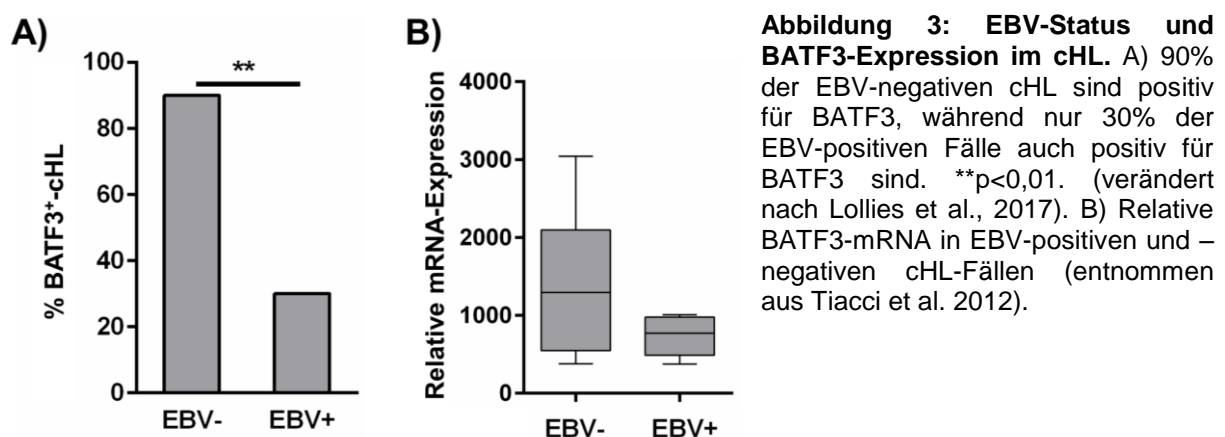 A)
**
% BATF3+-cHL
100
80
60
40
20
0
EBV-
EBV+
B)
Relative mRNA-Expression
4000
3000
2000
1000
0
EBV-
EBV+
Abbildung 3: EBV-Status und
BATF3-Expression im cHL. A) 90%
der EBV-negativen cHL sind positiv
für BATF3, während nur 30% der
EBV-positiven Fälle auch positiv für
BATF3 sind. **p<0,01. (verändert
nach Lollies et al., 2017). B) Relative
BATF3-mRNA in EBV-positiven und –
negativen cHL-Fällen (entnommen
aus Tiacci et al. 2012).